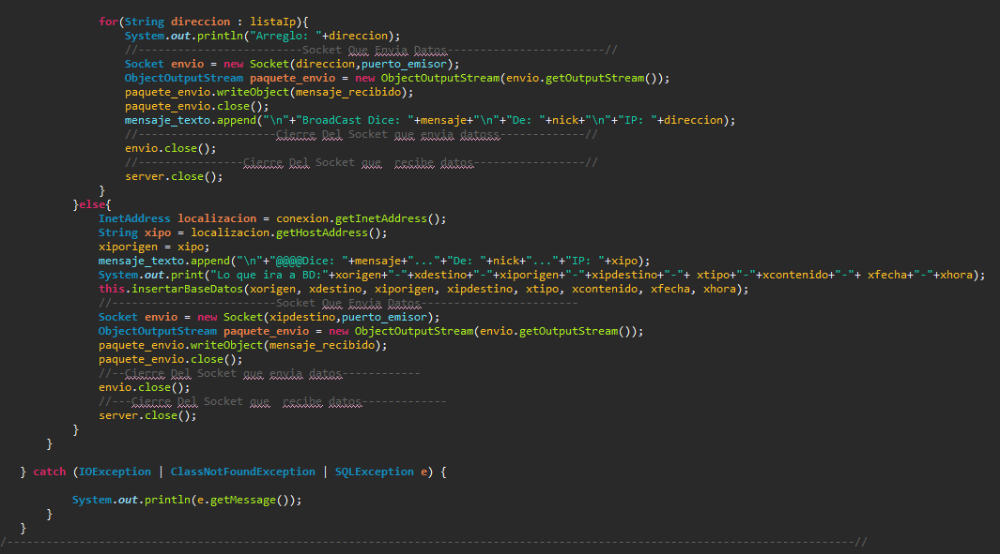 for(String direccion : listaIp){
System.out.println("Arreglo: "+direccion);
//-------------------------Socket Que Envia Datos------------------------//
Socket envio = new Socket(direccion,puerto_emisor);
ObjectOutputStream paquete_envio = new ObjectOutputStream(envio.getOutputStream());
paquete_envio.writeObject(mensaje_recibido);
paquete_envio.close();
mensaje_texto.append("\n"+"BroadCast Dice: "+mensaje+"\n"+"De: "+nick+"\n"+"IP: "+direccion);
//---------------------Cierre Del Socket que envia datoss-------------//
envio.close();
//----------------Cierre Del Socket que  recibe datos-----------------//
server.close();
}
}else{
InetAddress localizacion = conexion.getInetAddress();
String xipo = localizacion.getHostAddress();
xiporigen = xipo;
mensaje_texto.append("\n"+"@@@@Dice: "+mensaje+"..."+"De: "+nick+"..."+"IP: "+xipo);
System.out.print("Lo que ira a BD:"+xorigen+"-"+xdestino+"-"+xiporigen+"-"+xipdestino+"-"+ xtipo+"-"+xcontenido+"-"+ xfecha+"-"+xhora);
this.insertarBaseDatos(xorigen, xdestino, xiporigen, xipdestino, xtipo, xcontenido, xfecha, xhora);
//-------------------------Socket Que Envia Datos------------------------
Socket envio = new Socket(xipdestino,puerto_emisor);
ObjectOutputStream paquete_envio = new ObjectOutputStream(envio.getOutputStream());
paquete_envio.writeObject(mensaje_recibido);
paquete_envio.close();
//--Cierre Del Socket que envia datos------------
envio.close();
//---Cierre Del Socket que  recibe datos-------------
server.close();
}
}
} catch (IOException | ClassNotFoundException | SQLException e) {
System.out.println(e.getMessage());
}
}
/---------------------------------------------------------------------------------------------------------------------------------//